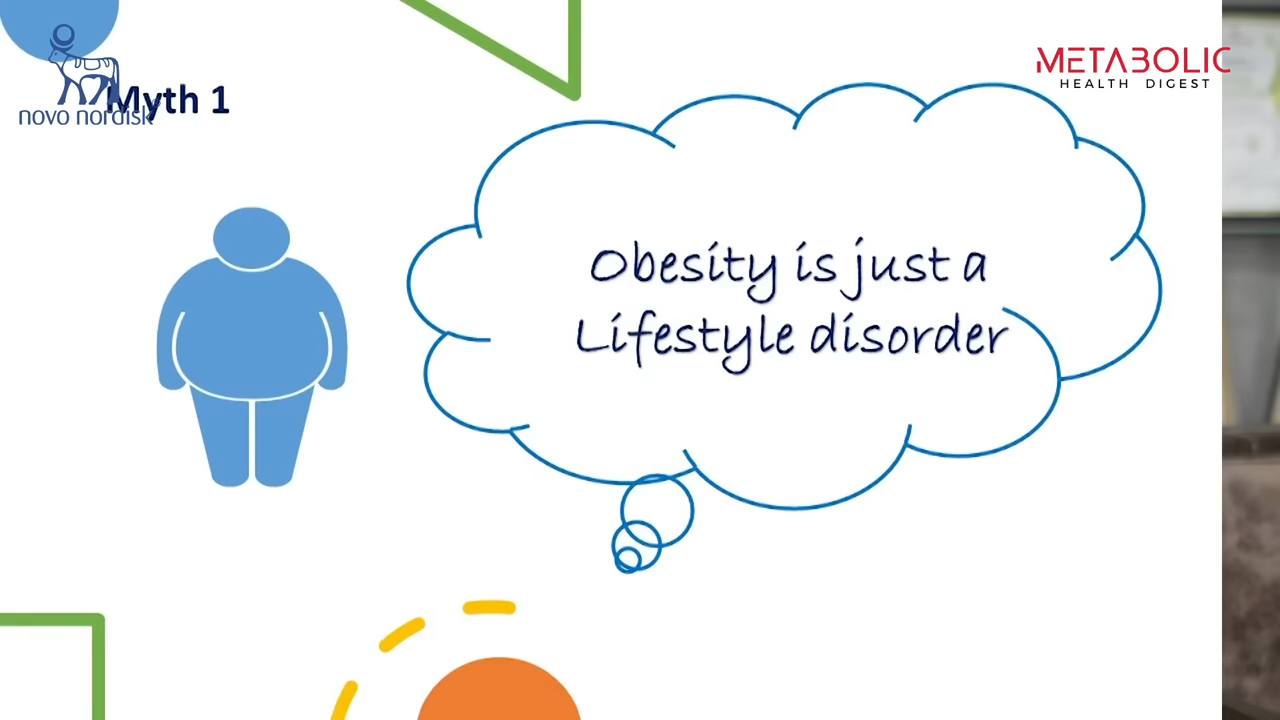 Myth 1
novo nordisk
METABOLIC
HEALTH DIGEST
Obesity is just a
Lifestyle disorder